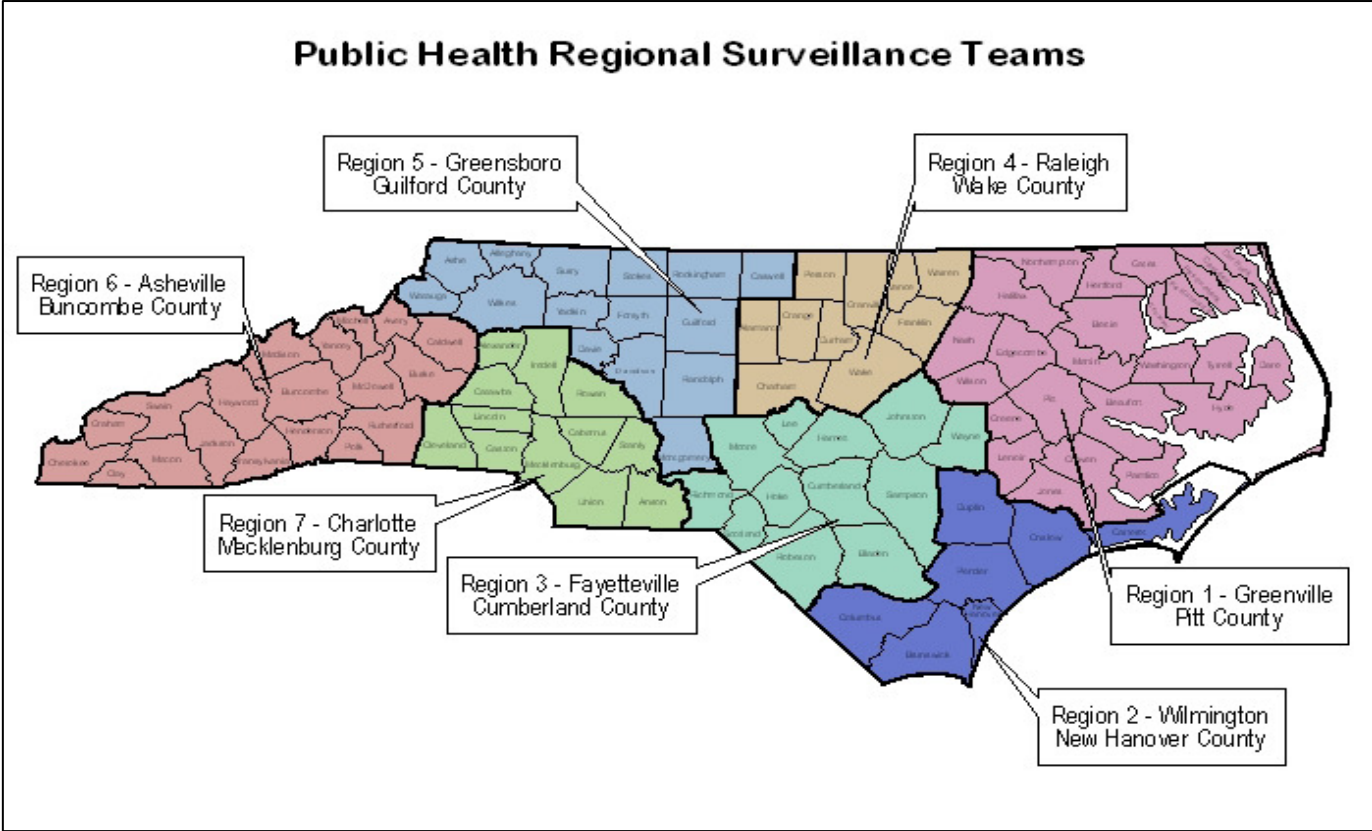 Public Health Regional Surveillance Teams
Region 5 - Greensboro
Guilford County
Region 4 - Raleigh
Wake County
Region 6 - Asheville
Buncombe County
Region 7 - Charlotte
Mecklenburg County
Region 3 - Fayetteville
Cumberland County
Region 1 - Greenville
Pitt County
Region 2 - Wilmington
New Hanover County
Ashe
Alleghany
Surry
Stokes
Rockingham
Caswell
Person
Warren
Northampton
Gates
Hertford
Watauga
Wilkes
Yadkin
Forsyth
Guilford
Orange
Durham
Franklin
Halifax
Bertie
Avery
Caldwell
Alexander
Iredell
Davie
Randolph
Chatham
Wake
Nash
Edgecombe
Martin
Washington
Tyrrell
Dare
Madison
Yancey
Burke
Catawba
Rowan
Wilson
Pitt
Beaufort
Hyde
Swain
Haywood
Buncombe
McDowell
Lincoln
Cabarrus
Stanly
Montgomery
Moore
Lee
Johnston
Wayne
Greene
Graham
Jackson
Henderson
Rutherford
Polk
Cleveland
Gaston
Mecklenburg
Cherokee
Clay
Macon
Transylvania
Union
Anson
Richmond
Hoke
Cumberland
Sampson
Lenoir
Craven
Pamlico
Jones
Scotland
Robeson
Bladen
Duplin
Onslow
Pender
New Hanover
Columbus
Brunswick